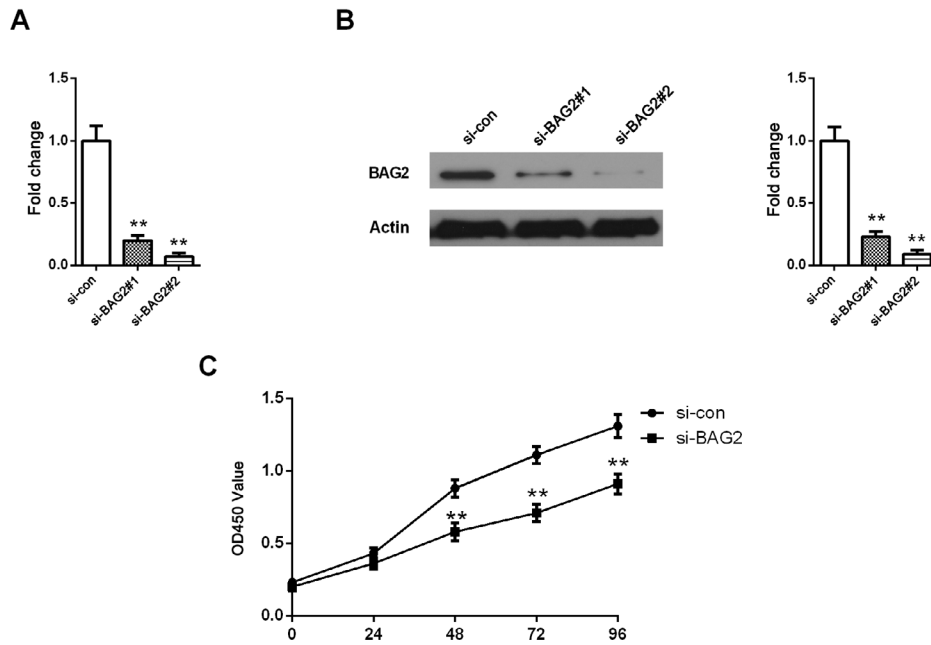 A
Fold change
1.5
1.0
0.5
0.0
**
**
si-con
si-BAG2#1
si-BAG2#2
B
si-con
si-BAG2#1
si-BAG2#2
BAG2
Actin
Fold change
1.5
1.0
0.5
0.0
**
**
si-con
si-BAG2#1
si-BAG2#2
C
OD450 Value
1.5
1.0
0.5
0.0
**
**
**
0 24 48 72 96
si-con
si-BAG2